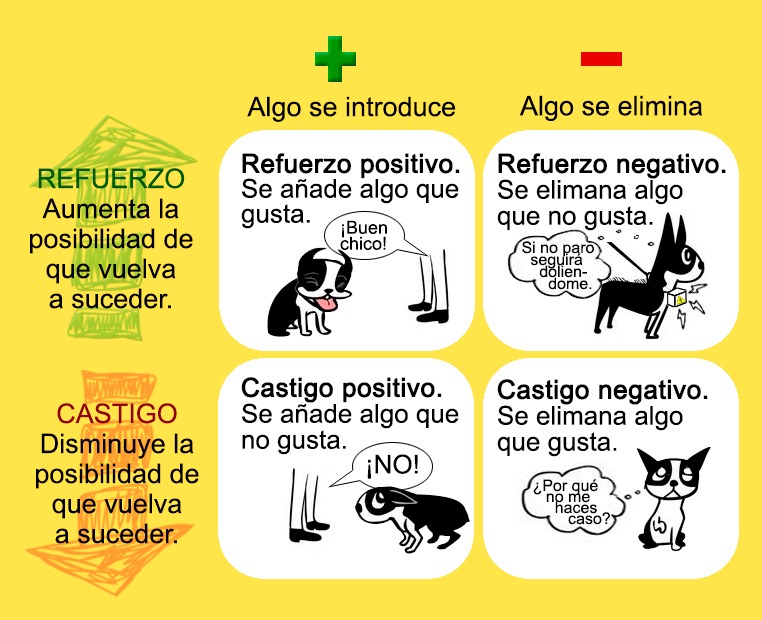 Algo se introduce
Algo se elimina
REFUERZO
Aumenta la
posibilidad de
que vuelva
a suceder.
Refuerzo positivo.
Se añade algo que
gusta.
¡Buen
chico!
Refuerzo negativo.
Se elimana algo
que no gusta.
Si no paro
seguirá
dolien-
dome.
CASTIGO
Disminuye la
posibilidad de
que vuelva
a suceder.
Castigo positivo.
Se añade algo que
no gusta.
¡NO!
Castigo negativo.
Se elimana algo
que gusta.
¿Por qué
no me
haces
caso?